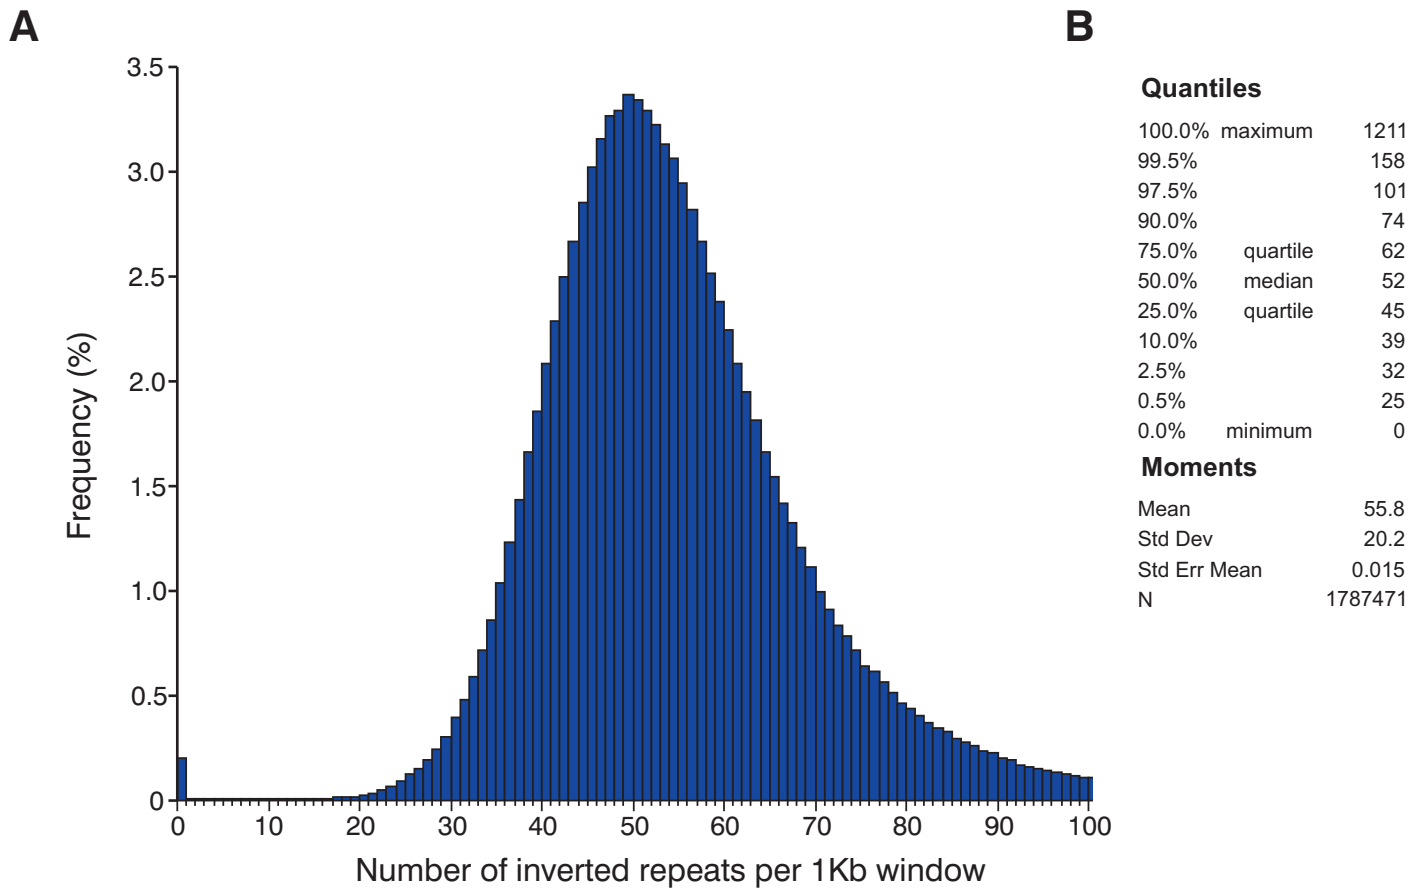 A
B
3.5
3.0
2.5
2.0
1.5
1.0
0.5
0
Frequency (%)
0 10 20 30 40 50 60 70 80 90 100
Number of inverted repeats per 1Kb window
Quantiles
100.0% maximum 1211
99.5% 158
97.5% 101
90.0% 74
75.0% quartile 62
50.0% median 52
25.0% quartile 45
10.0% 39
2.5% 32
0.5% 25
0.0% minimum 0
Moments
Mean 55.8
Std Dev 20.2
Std Err Mean 0.015
N 1787471